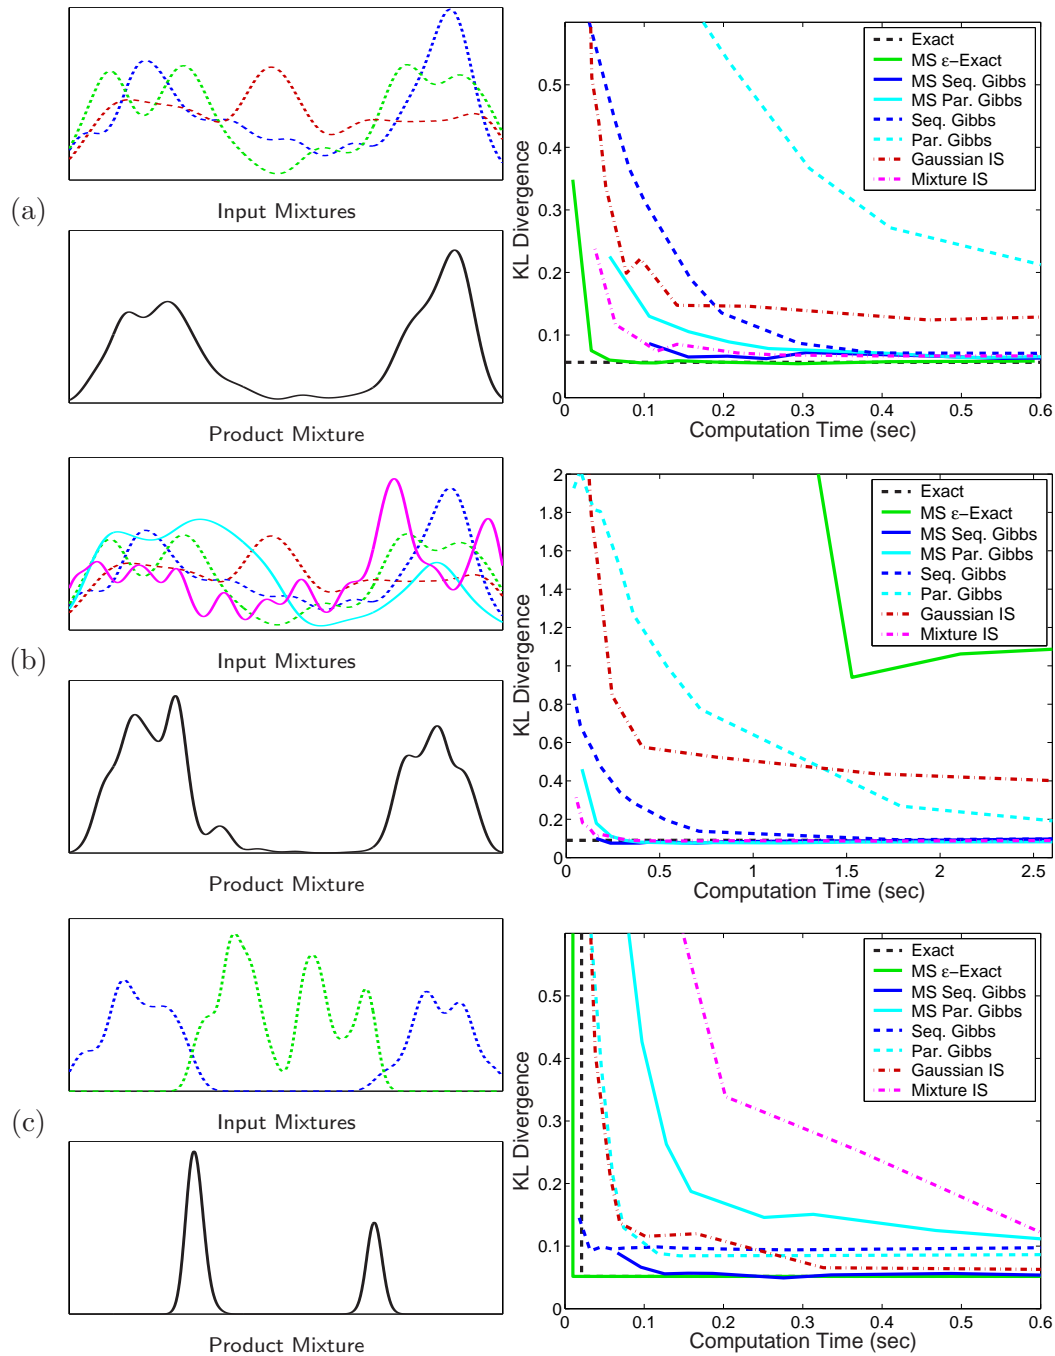 (a)
Input Mixtures
Product Mixture
KL Divergence
0.5
0.4
0.3
0.2
0.1
0
0 0.1 0.2 0.3 0.4 0.5 0.6
Computation Time (sec)
Exact
MS ε−Exact
MS Seq. Gibbs
MS Par. Gibbs
Seq. Gibbs
Par. Gibbs
Gaussian IS
Mixture IS
(b)
Input Mixtures
Product Mixture
KL Divergence
2
1.8
1.6
1.4
1.2
1
0.8
0.6
0.4
0.2
0
0 0.5 1 1.5 2 2.5
Computation Time (sec)
Exact
MS ε−Exact
MS Seq. Gibbs
MS Par. Gibbs
Seq. Gibbs
Par. Gibbs
Gaussian IS
Mixture IS
(c)
Input Mixtures
Product Mixture
KL Divergence
0.5
0.4
0.3
0.2
0.1
0
0 0.1 0.2 0.3 0.4 0.5 0.6
Computation Time (sec)
Exact
MS ε−Exact
MS Seq. Gibbs
MS Par. Gibbs
Seq. Gibbs
Par. Gibbs
Gaussian IS
Mixture IS